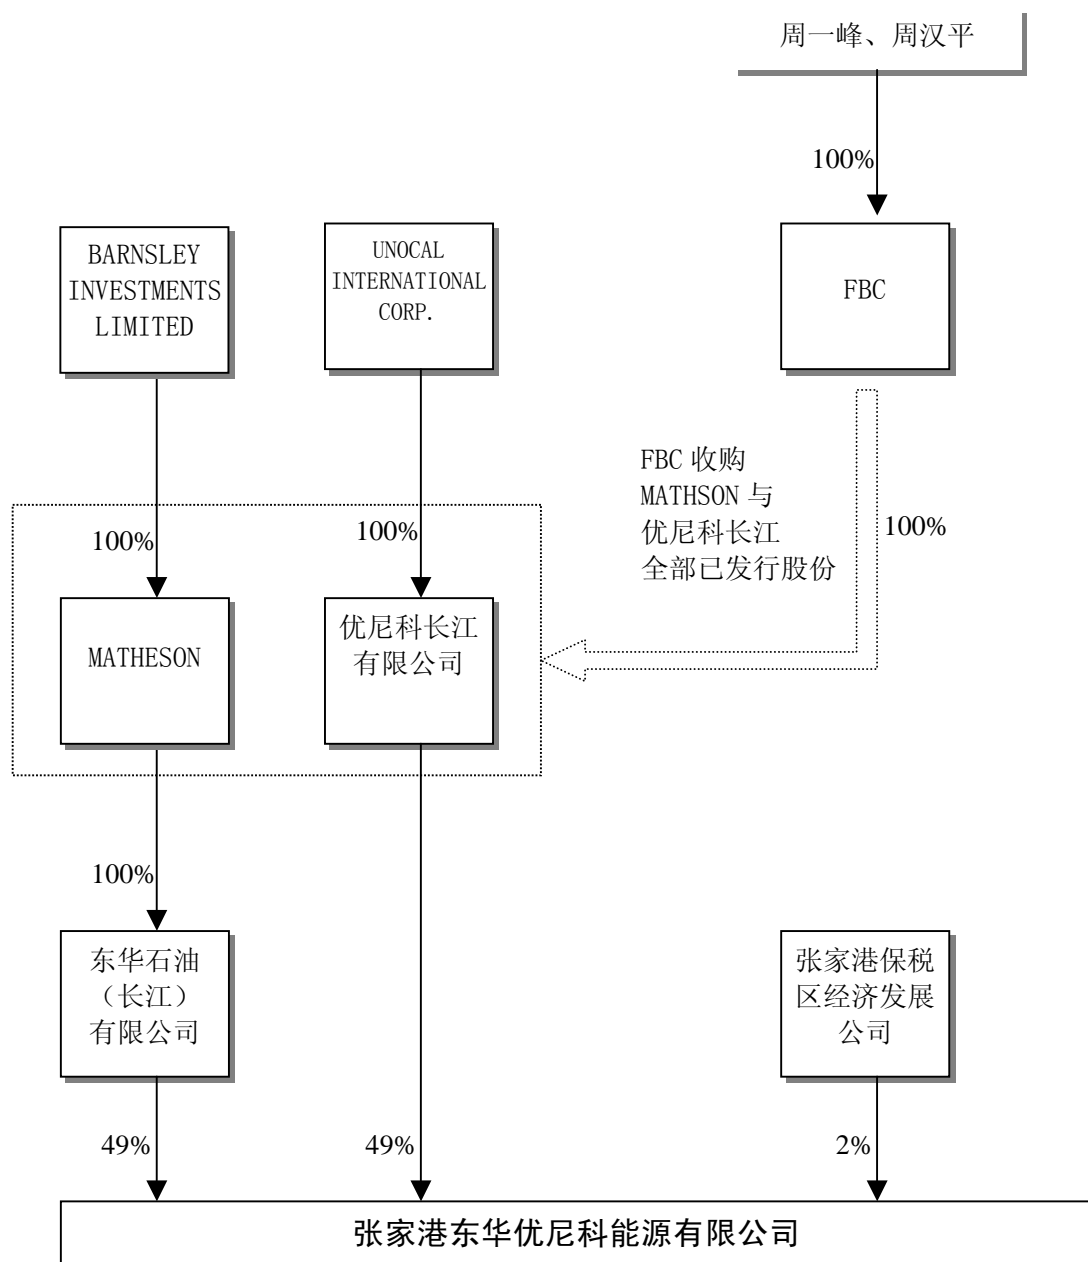 周一峰、周汉平
100%
BARNSLEY
INVESTMENTS
LIMITED
UNOCAL
INTERNATIONAL
CORP.
FBC
FBC 收购
MATHSON 与
优尼科长江
全部已发行股份
100%
100%
100%
MATHESON
优尼科长江
有限公司
100%
东华石油
（长江）
有限公司
张家港保税
区经济发展
公司
49%
49%
2%
张家港东华优尼科能源有限公司